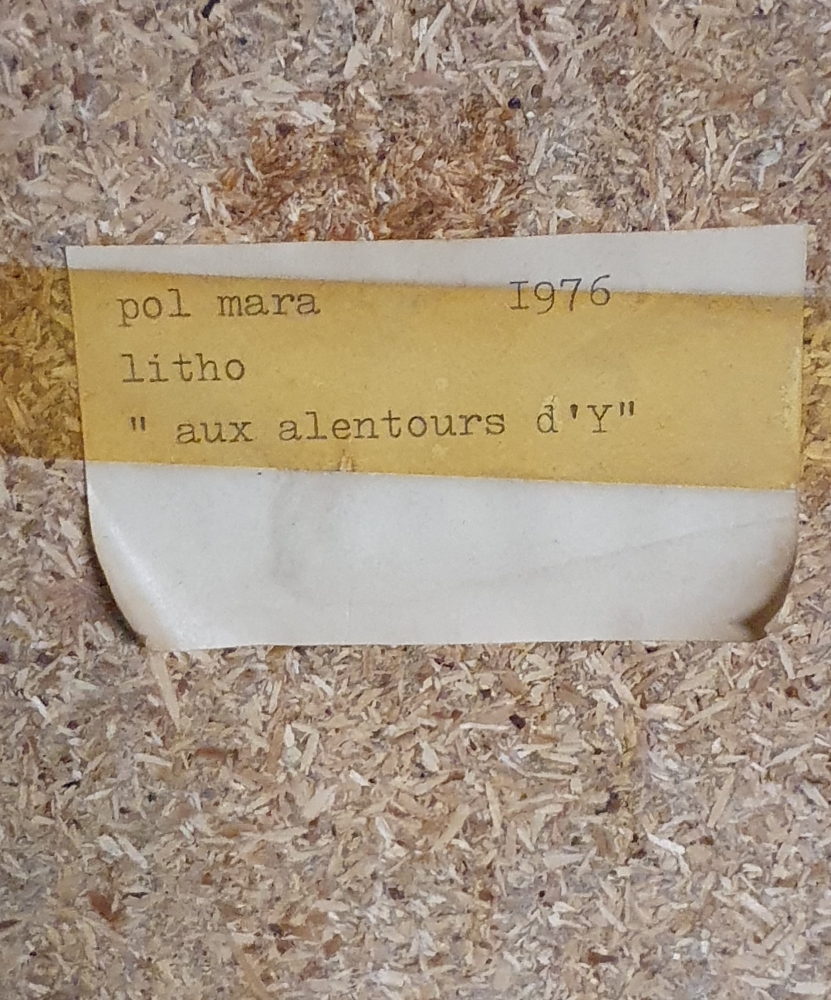 pol mara I976
litho
" aux alentours d'Y"